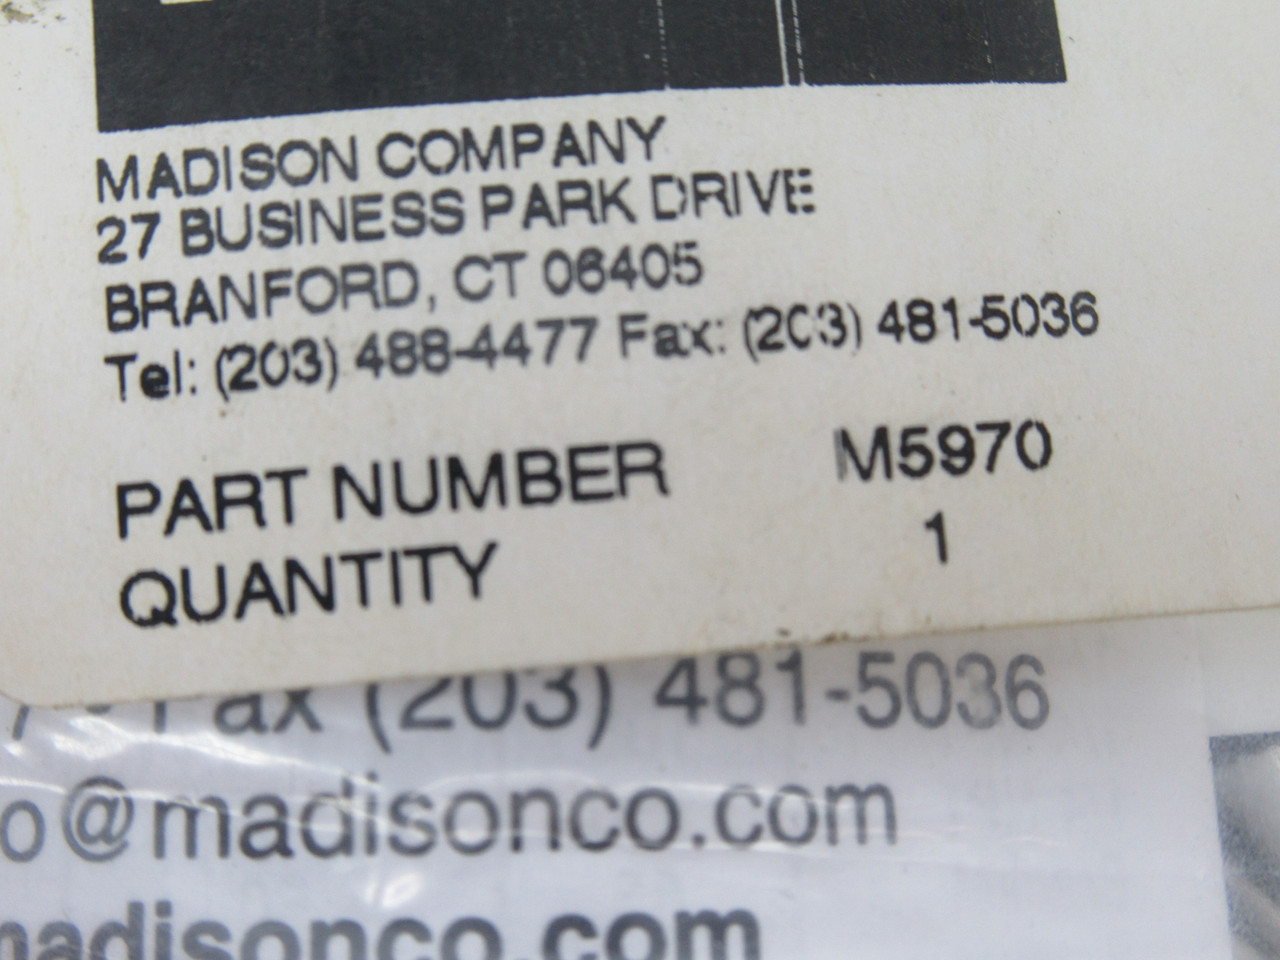 MADISON COMPANY
27 BUSINESS PARK DRIVE
BRANFORD, CT 06405
Tel: (203) 488-4477 Fax: (203) 481-5036
PART NUMBER M5970
QUANTITY 1
Fax (203) 481-5036
o@madisonco.com
madisonco.com